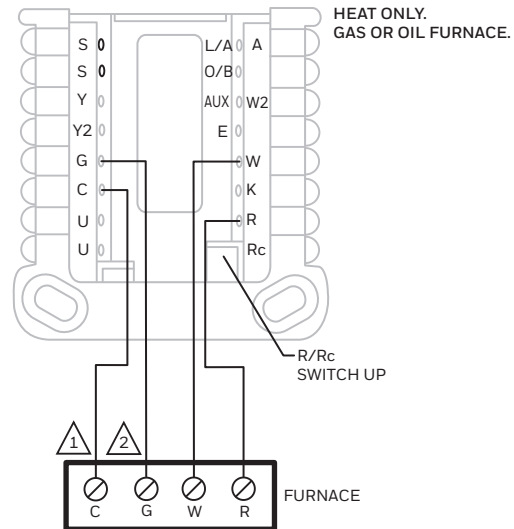 HEAT ONLY.
GAS OR OIL FURNACE.
S L/A A
S O/B
Y AUX W2
Y2 E
G W
C K
U R
U Rc
R/Rc
SWITCH UP
1 2
C G W R
FURNACE